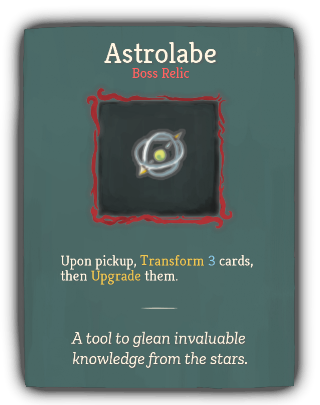 Astrolabe
Boss Relic
Upon pickup, Transform 3 cards,
then Upgrade them.
A tool to glean invaluable
knowledge from the stars.